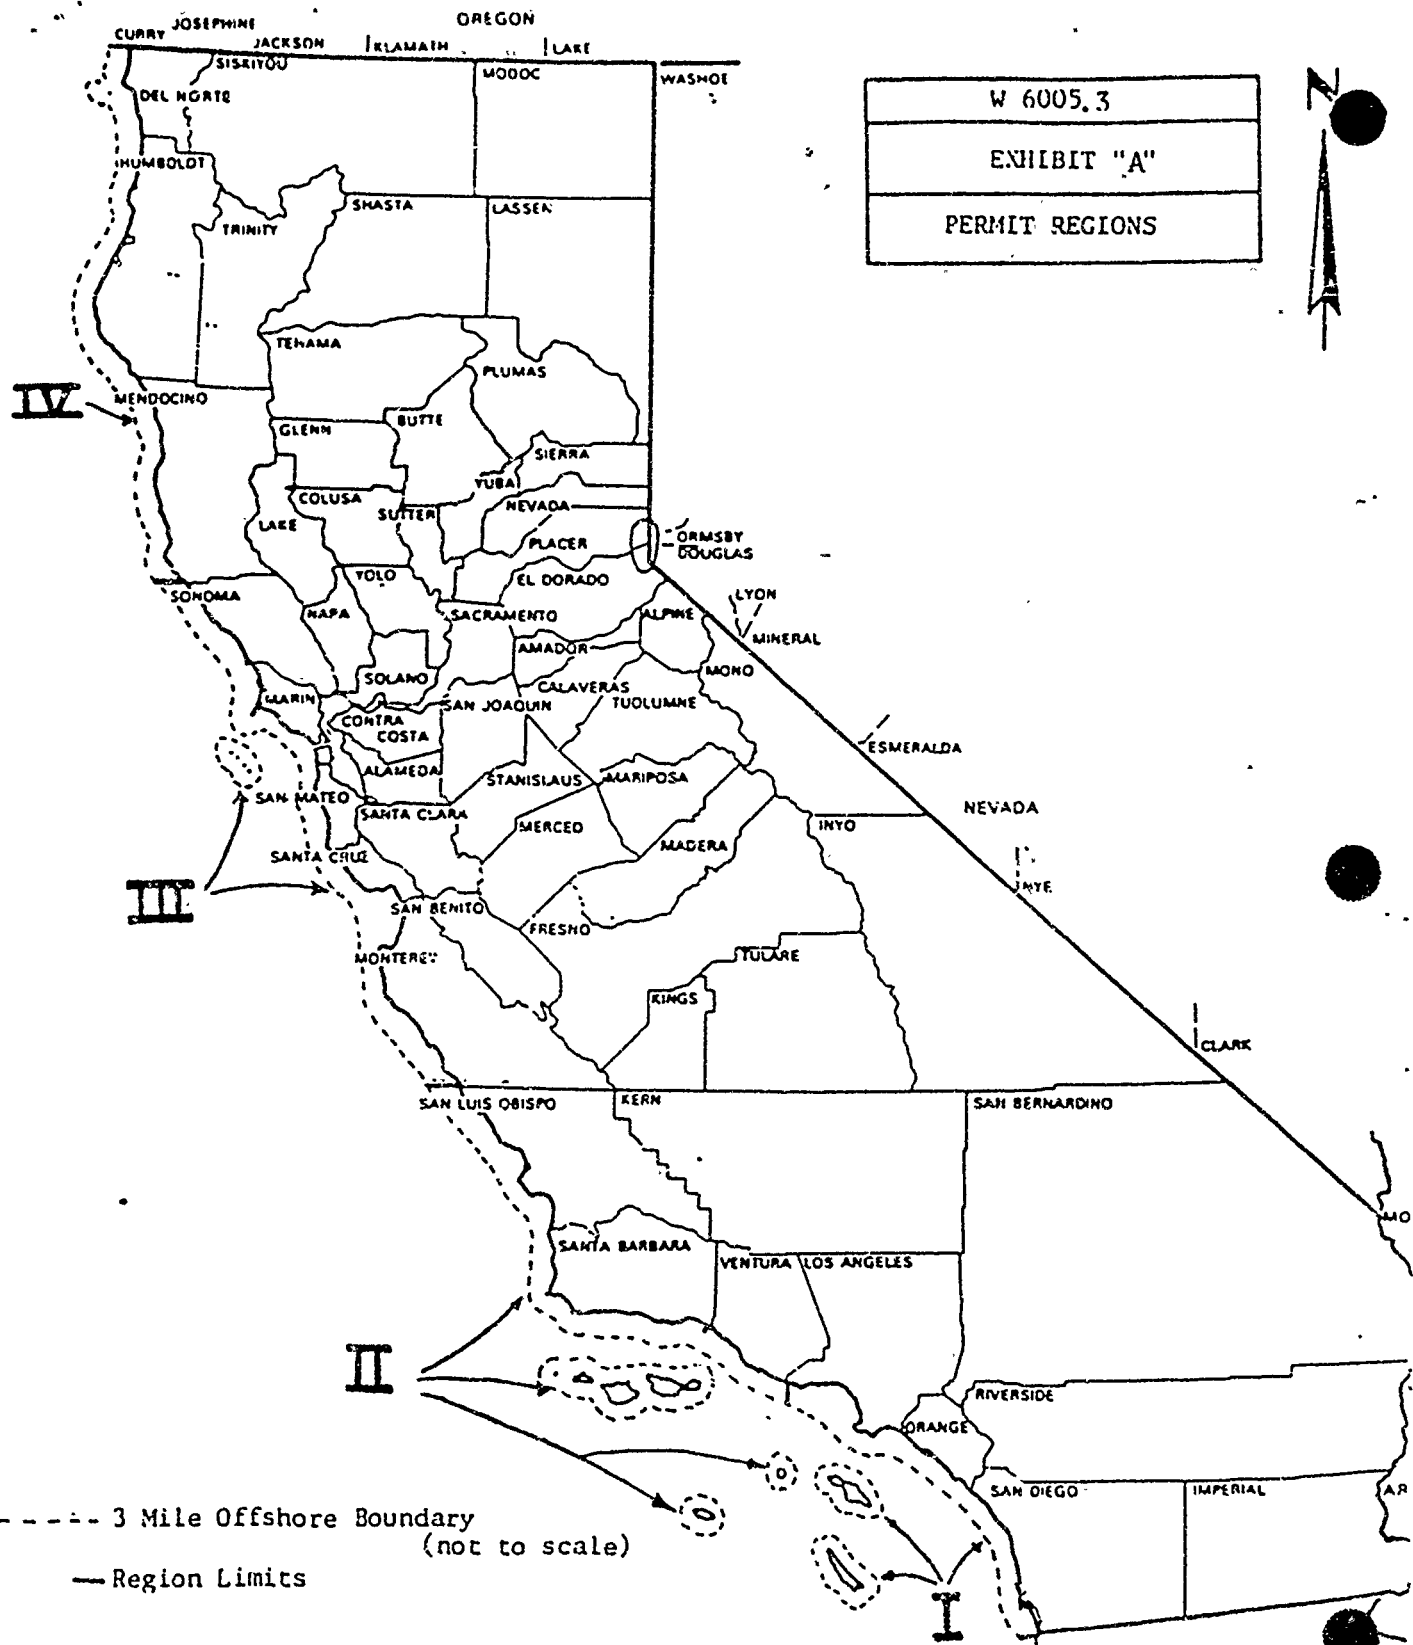 OREGON
CURRY JOSEPHINE JACKSON KLAMATH LAKE
SISKIYOU MODOC WASHOE
DEL NORTE
W 6005.3
EXHIBIT "A"
PERMIT REGIONS
N
HUMBOLDT
TRINITY SHASTA LASSEN
TEHAMA
PLUMAS
IV
MENDOCINO
GLENN BUTTE
SIERRA
YUBA
COLUSA
NEVADA
LAKE SUTTER
PLACER
ORMSBY
DOUGLAS
YOLO EL DORADO
SONOMA
NAPA SACRAMENTO ALPINE LYON
AMADOR MINERAL
SOLANO MONO
CALAVERAS
MARIN SAN JOAQUIN TUOLUMNE
CONTRA
COSTA
ESMERALDA
ALAMEDA STANISLAUS MARIPOSA
SAN MATEO
SANTA CLARA NEVADA
MERCED INYO
MADERA
SANTA CRUZ
NYE
III
SAN BENITO
FRESNO
MONTEREY TULARE
KINGS
CLARK
SAN LUIS OBISPO KERN SAN BERNARDINO
MO
SANTA BARBARA
VENTURA LOS ANGELES
II
RIVERSIDE
ORANGE
SAN DIEGO IMPERIAL AR
3 Mile Offshore Boundary
(not to scale)
Region Limits
I